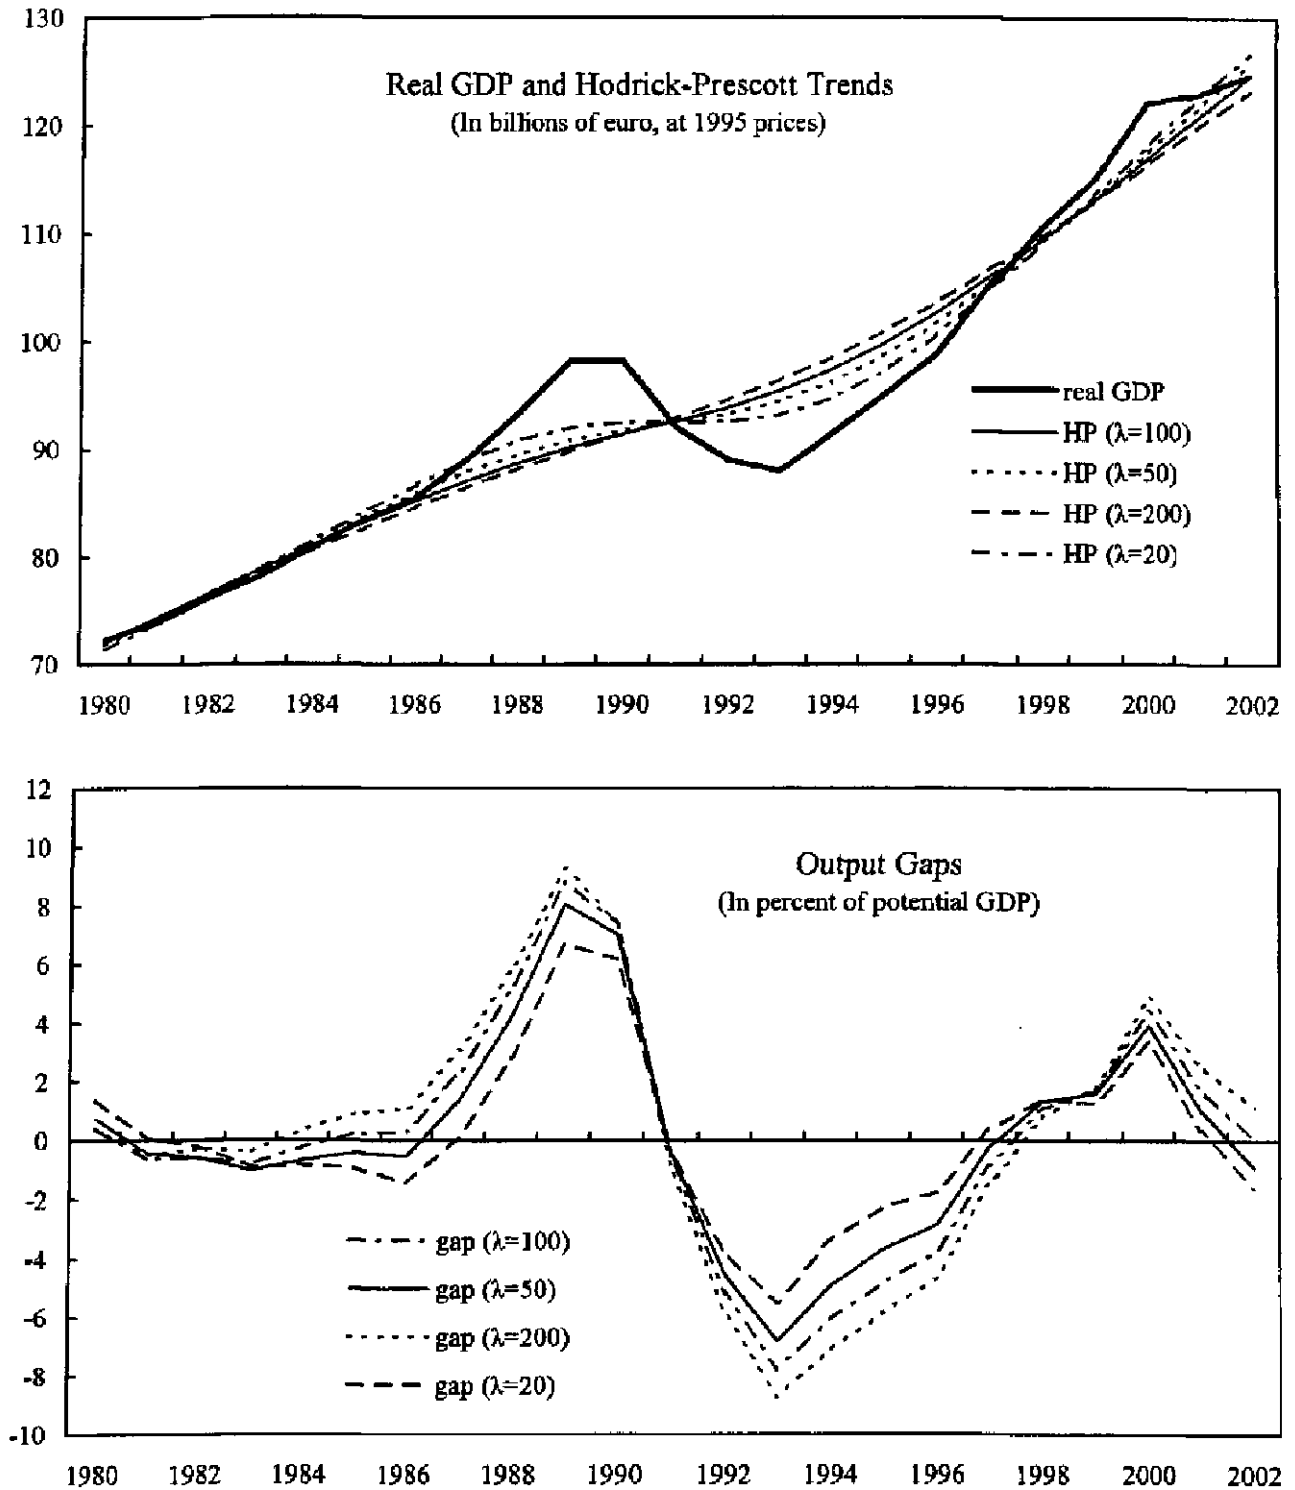 130
Real GDP and Hodrick-Prescott Trends
(In billions of euro, at 1995 prices)
120
110
100
real GDP
HP (λ=100)
90
HP (λ=50)
HP (λ=200)
80
HP (λ=20)
70
1980 1982 1984 1986 1988 1990 1992 1994 1996 1998 2000 2002
12
10
Output Gaps
(In percent of potential GDP)
8
6
4
2
0
-2
gap (λ=100)
-4
gap (λ=50)
-6
gap (λ=200)
-8
gap (λ=20)
-10
1980 1982 1984 1986 1988 1990 1992 1994 1996 1998 2000 2002